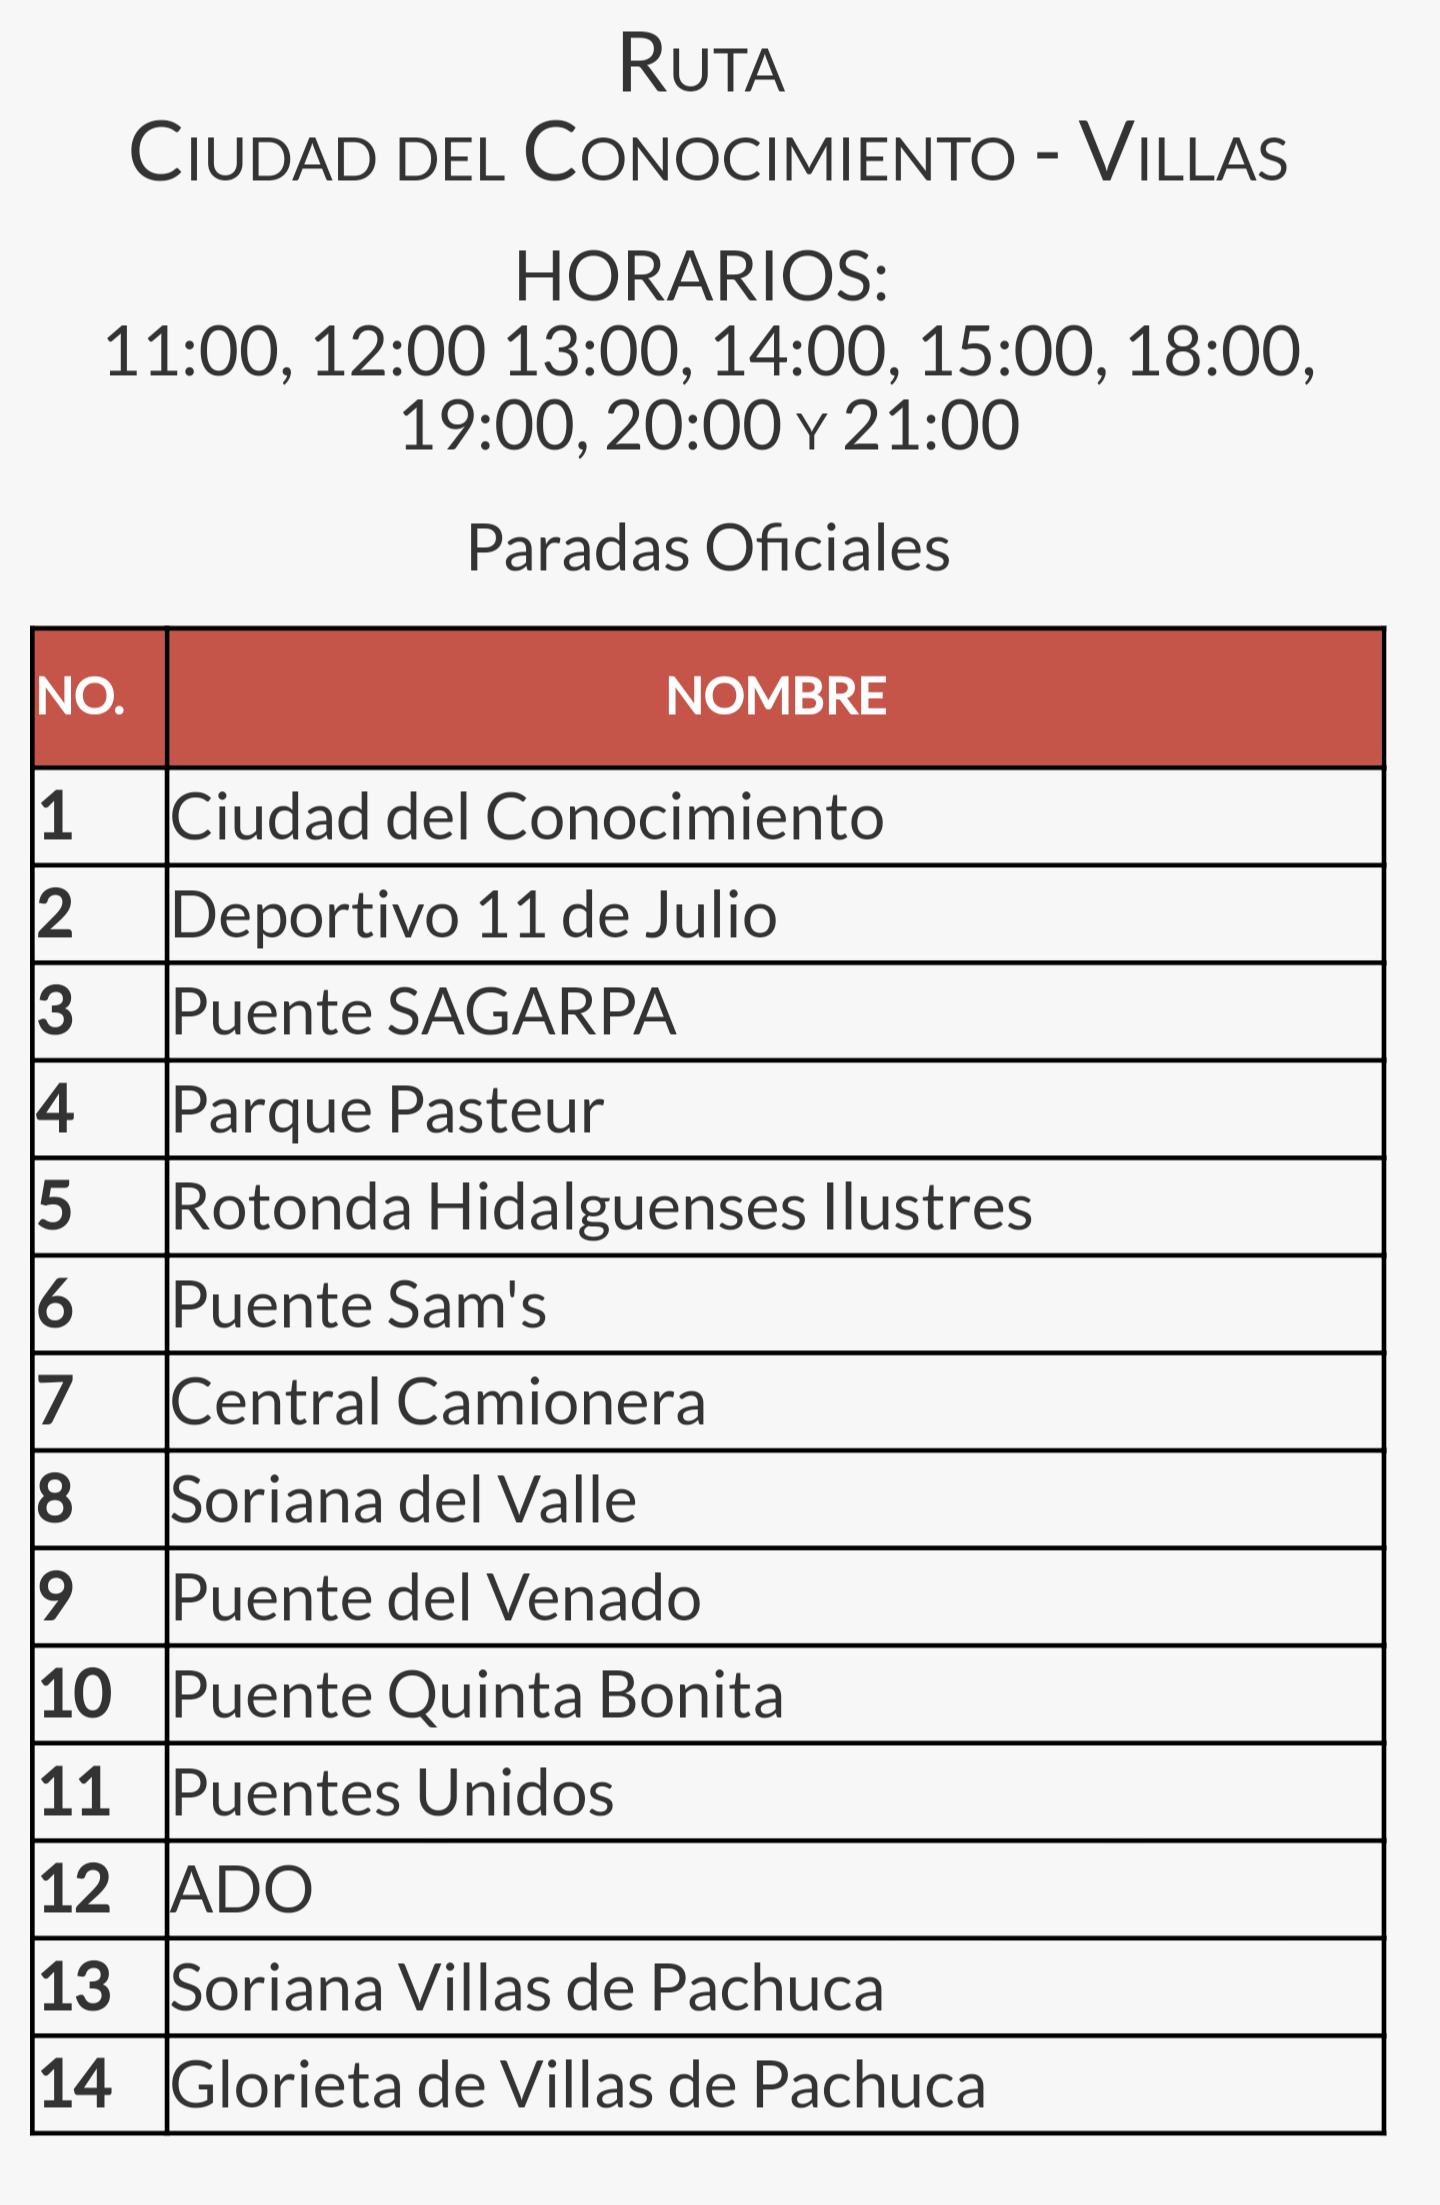 Ruta
Ciudad del Conocimiento - Villas
HORARIOS:
11:00, 12:00 13:00, 14:00, 15:00, 18:00,
19:00, 20:00 y 21:00
Paradas Oficiales
NO. NOMBRE
1 Ciudad del Conocimiento
2 Deportivo 11 de Julio
3 Puente SAGARPA
4 Parque Pasteur
5 Rotonda Hidalguenses Ilustres
6 Puente Sam's
7 Central Camionera
8 Soriana del Valle
9 Puente del Venado
10 Puente Quinta Bonita
11 Puentes Unidos
12 ADO
13 Soriana Villas de Pachuca
14 Glorieta de Villas de Pachuca